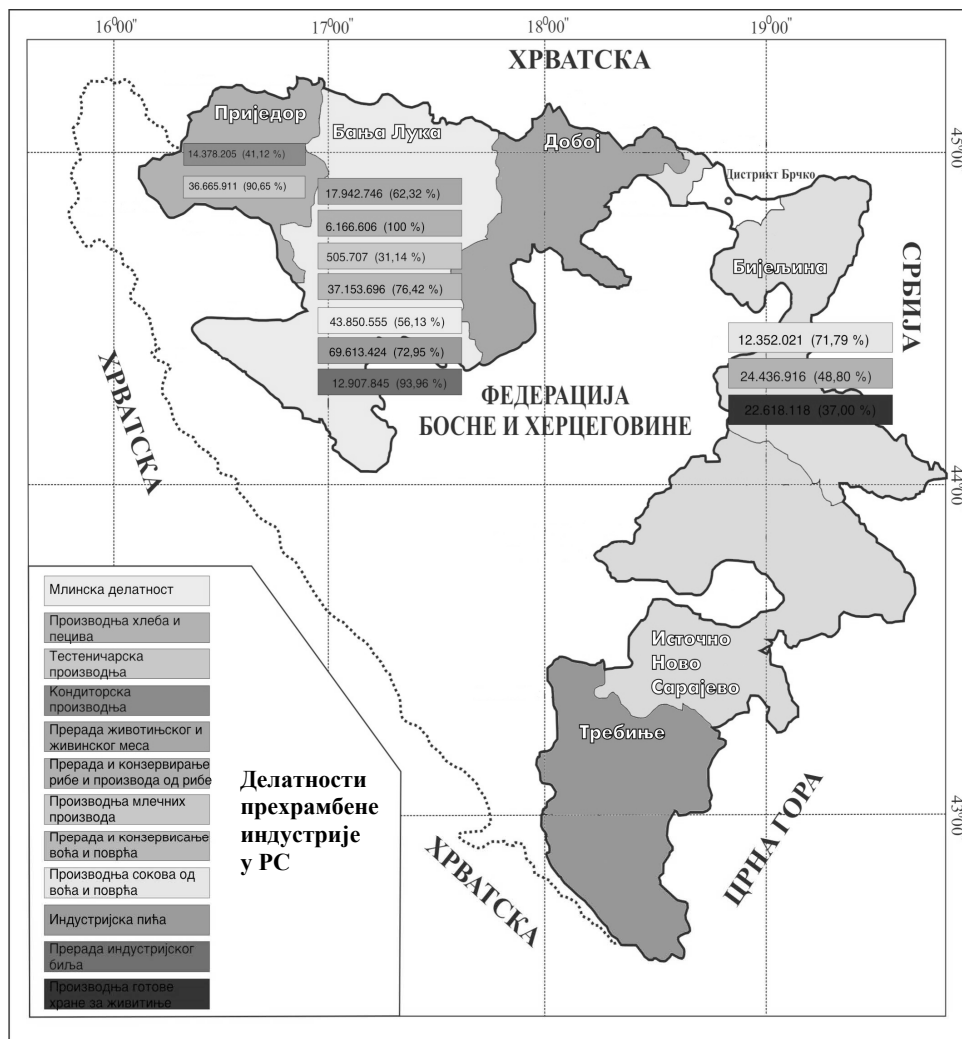 16⁰00" 17⁰00" 18⁰00" 19⁰00"
ХРВАТСКА
Приједор
Бања Лука
Добој
45⁰00"
14.378.205 (41,12 %)
36.665.911 (90,65 %)
Дистрикт Брчко
17.942.746 (62,32 %)
6.166.606 (100 %)
505.707 (31,14 %)
37.153.696 (76,42 %)
43.850.555 (56,13 %)
69.613.424 (72,95 %)
12.907.845 (93,96 %)
Бијељина
СРБИЈА
12.352.021 (71,79 %)
24.436.916 (48,80 %)
22.618.118 (37,00 %)
ХРВАТСКА
ФЕДЕРАЦИЈА
БОСНЕ И ХЕРЦЕГОВИНЕ
44⁰00"
Источно
Ново
Сарајево
Требиње
43⁰00"
ЦРНА ГОРА
ХРВАТСКА
Млинска делатност
Производња хлеба и
пецива
Тестеничарска
производња
Кондиторска
производња
Прерада животињског и
живинског меса
Прерада и конзервирање
рибе и производа од рибе
Производња млечних
производа
Прерада и конзервисање
воћа и поврћа
Производња сокова од
воћа и поврћа
Индустријска пића
Прерада индустријског
биља
Производња готове
хране за живитиње
Делатности
прехрамбене
индустрије
у РС